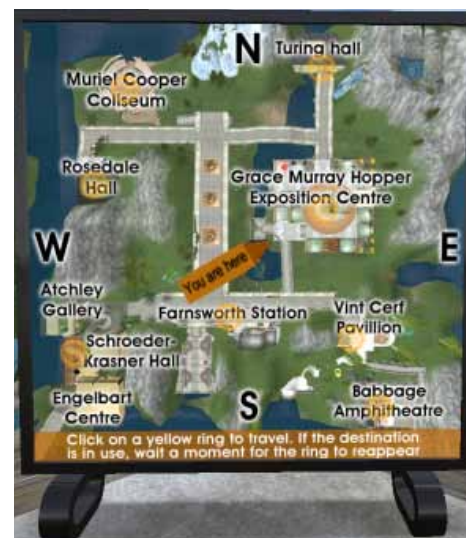 N
Turing hall
Muriel Cooper
Coliseum
Rosedale
Hall
Grace Murray Hopper
Exposition Centre
W
E
You are here
Atchley
Gallery
Farnsworth Station
Vint Cerf
Pavillion
Schroeder-
Krasner Hall
Engelbart
Centre
S
Babbage
Amphitheatre
Click on a yellow ring to travel. If the destination
is in use, wait a moment for the ring to reappear